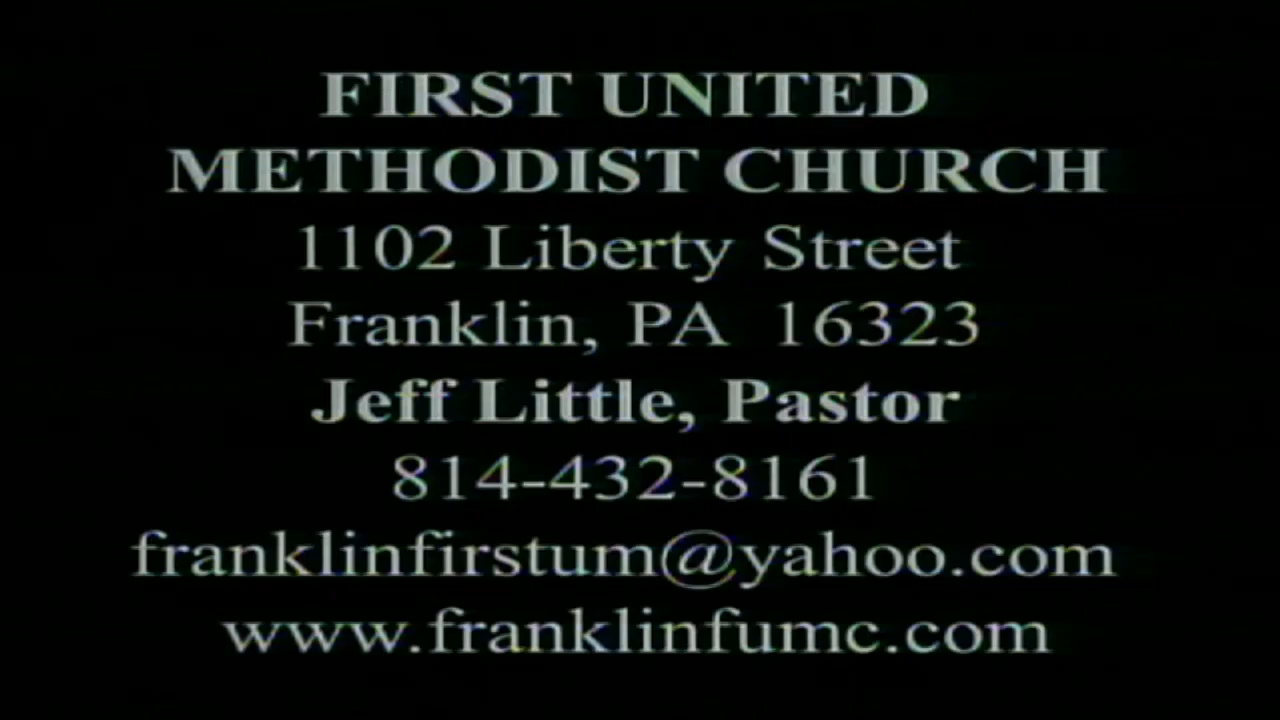 FIRST UNITED
METHODIST CHURCH
1102 Liberty Street
Franklin, PA  16323
Jeff Little, Pastor
814-432-8161
franklinfirstum@yahoo.com
www.franklinfumc.com